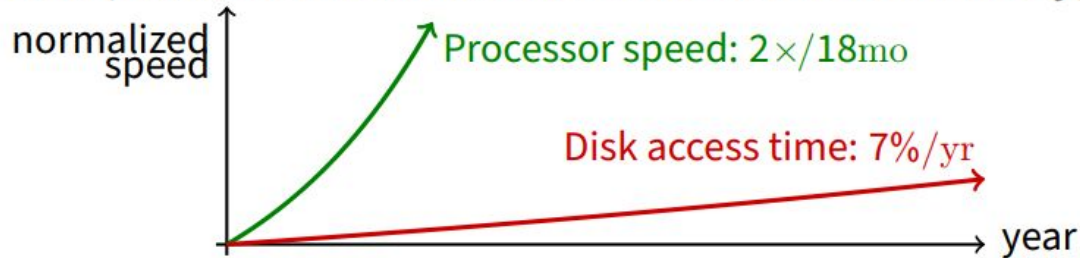 normalized
speed
Processor speed: 2×/18mo
Disk access time: 7%/yr
year